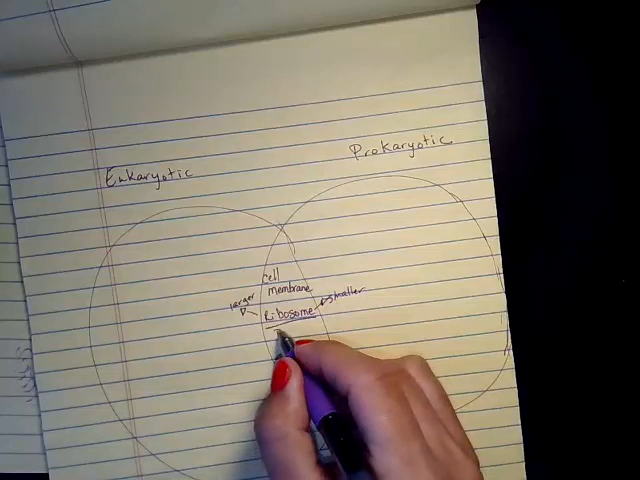 Prokaryotic
Eukaryotic
Cell
membrane
larger
smaller
Ribosome